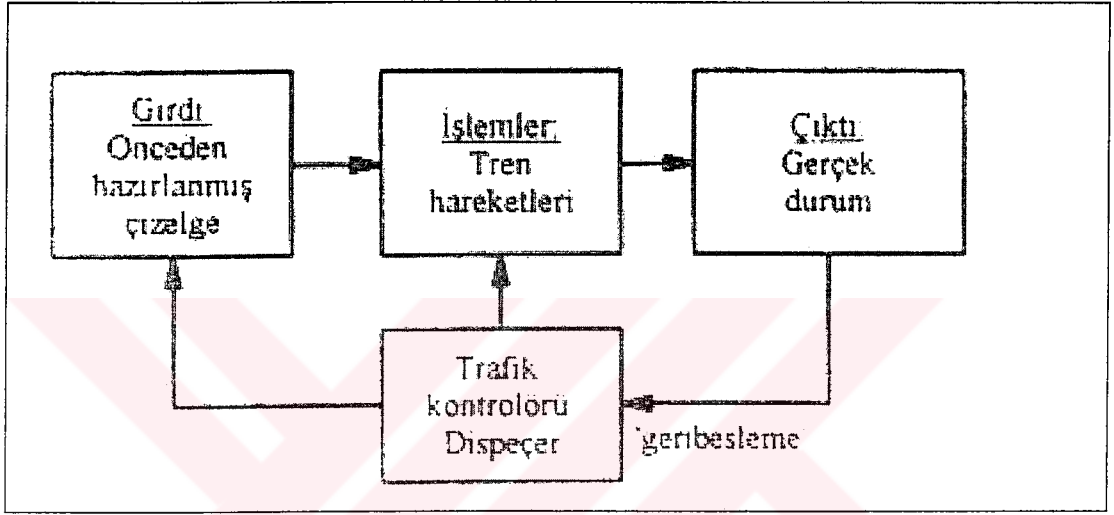 Girdi:
Önceden
hazırlanmış
çizelge
İşlemler:
Tren
hareketleri
Çıktı:
Gerçek
durum
Trafik
kontrolörü
Dispeçer
geribesleme